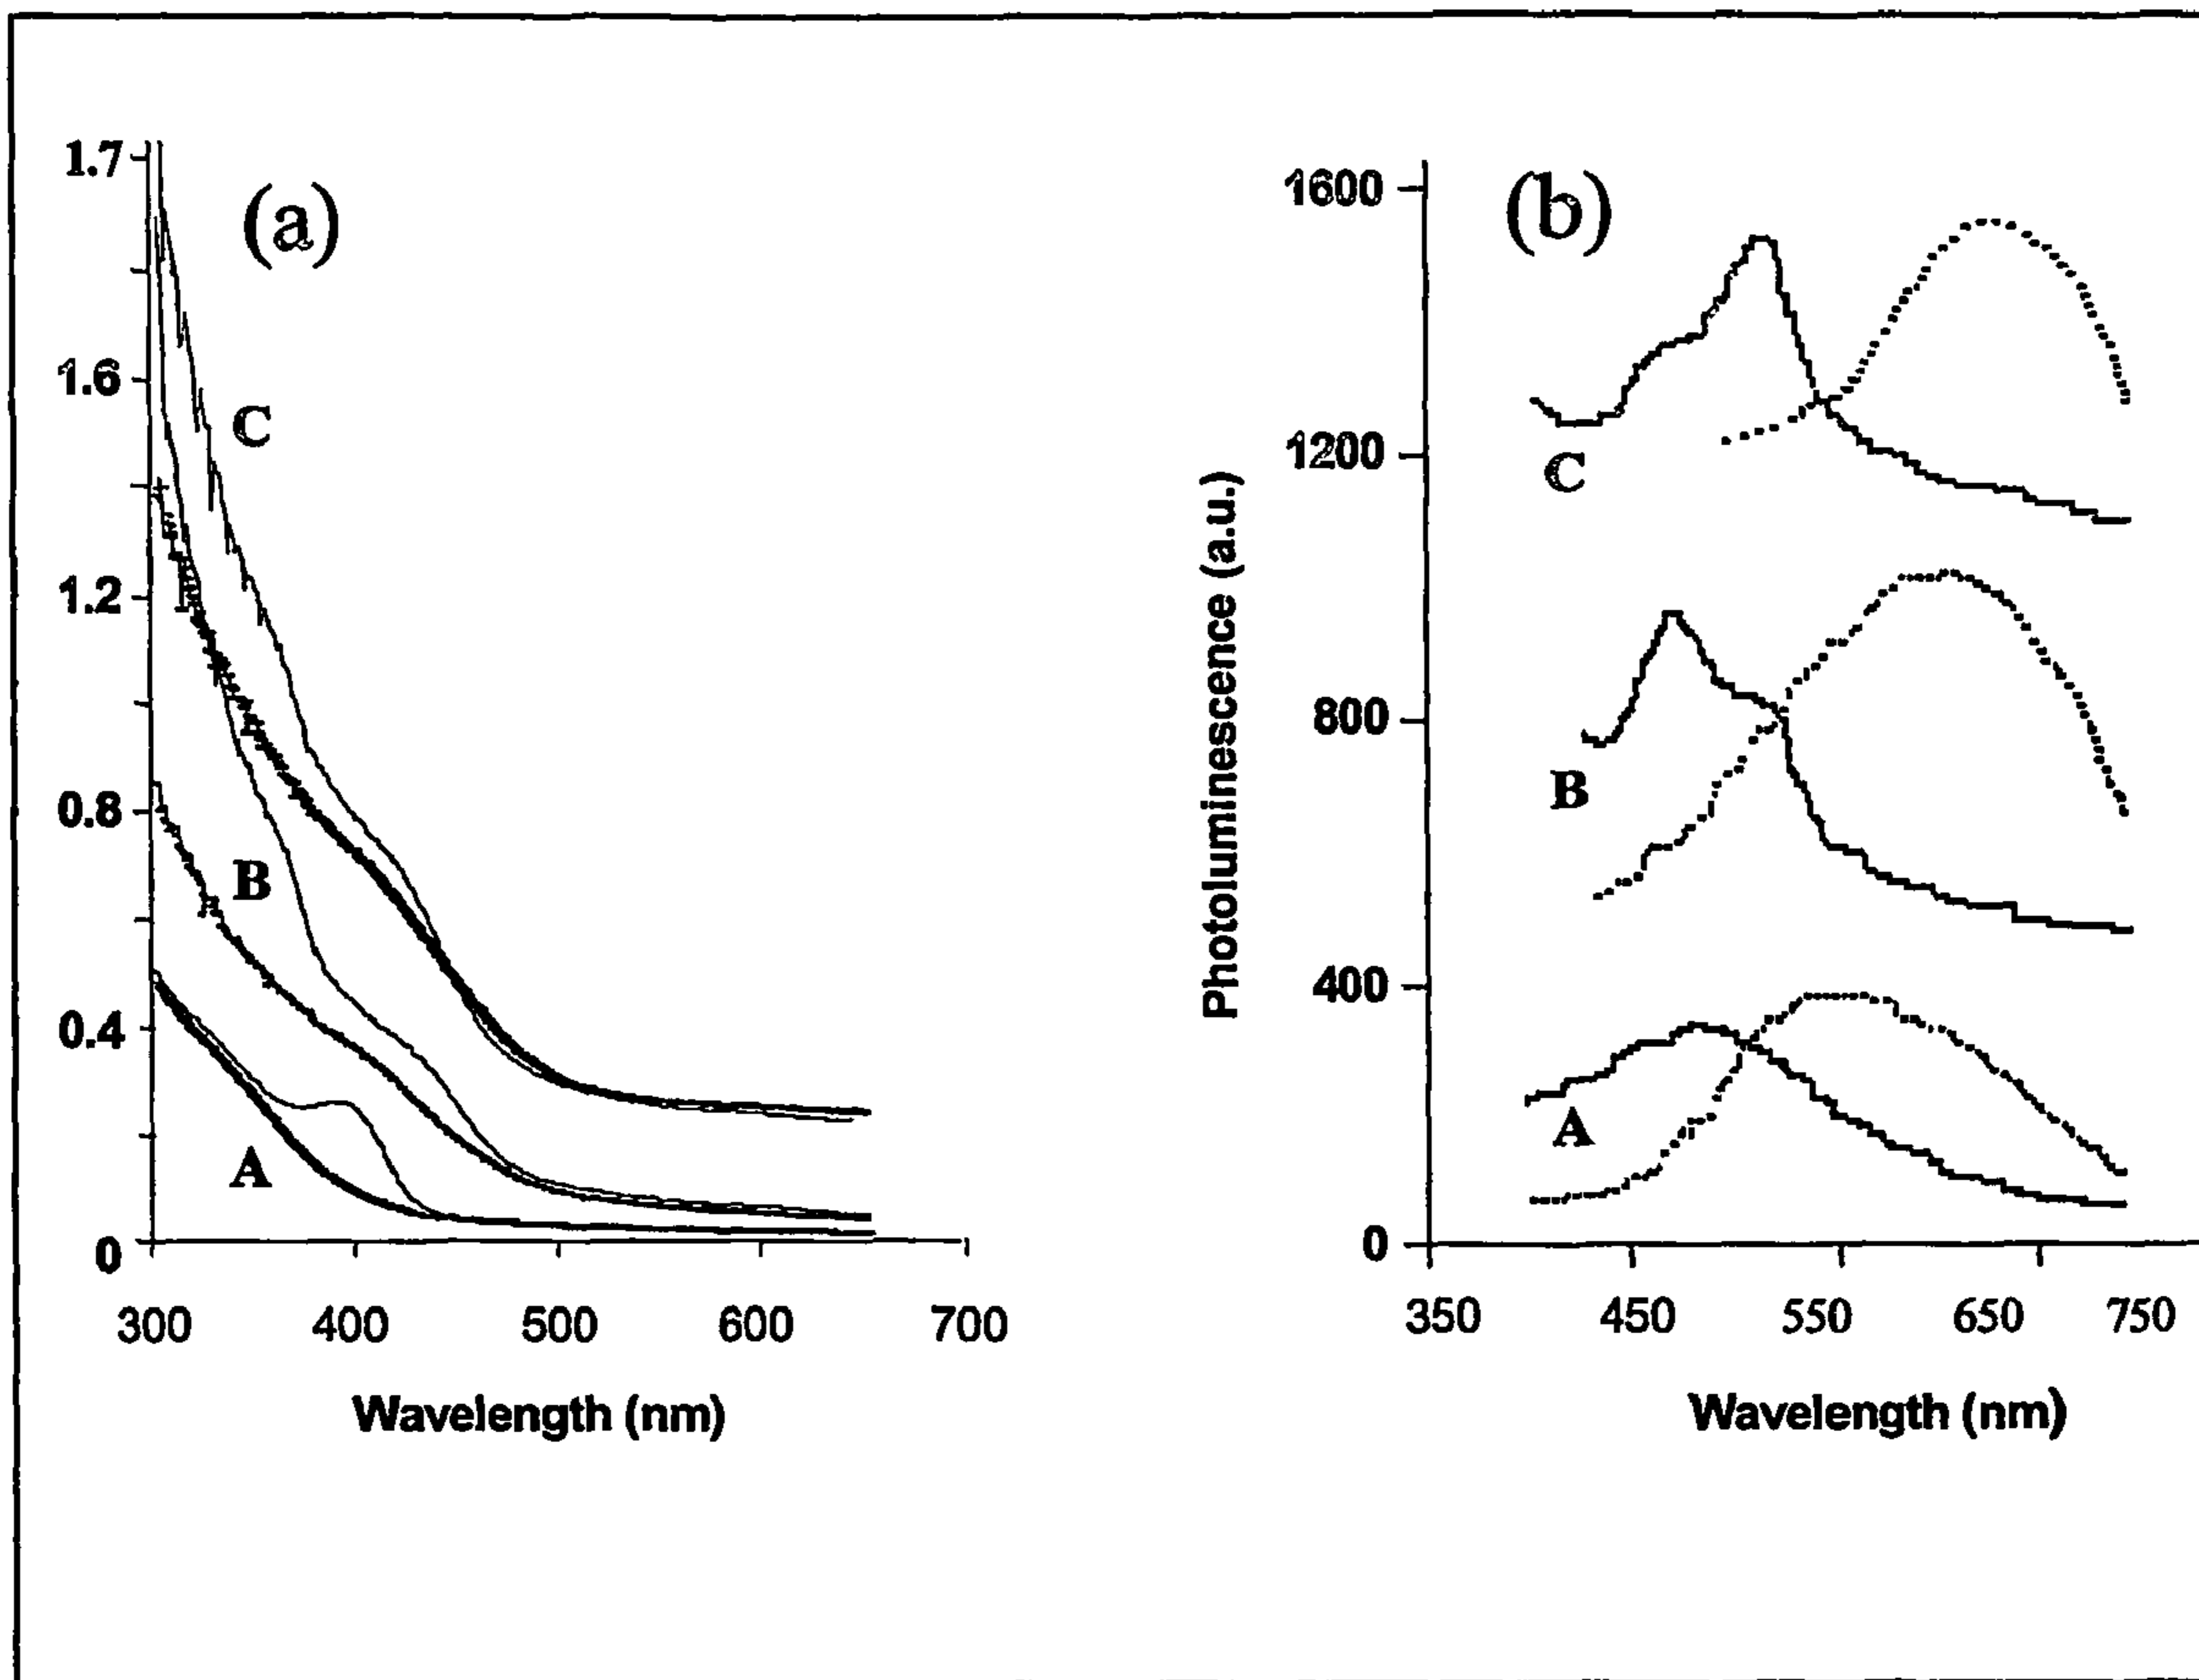 (a)
1.7
1.6
1.2
0.8
0.4
0
C
B
A
300 400 500 600 700
Wavelength (nm)
(b)
Photoluminescence (a.u.)
1600
1200
800
400
0
C
B
A
350 450 550 650 750
Wavelength (nm)